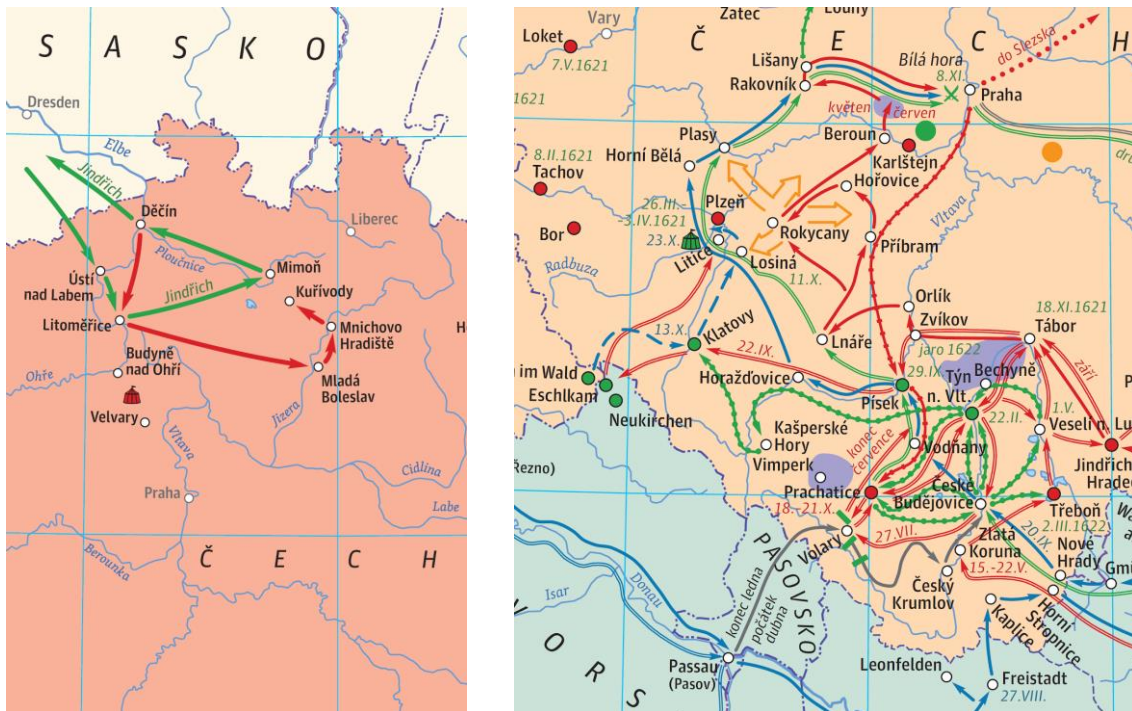 S A S K O
Dresden
Elbe
Jindřich
Děčín
Liberec
Ploučnice
Mimoň
Ústí
nad Labem
Jindřich
Kuřívody
Litoměřice
Mnichovo
Hradiště
Budyně
nad Ohří
Ohře
Mladá
Boleslav
Velvary
Jizera
Vltava
Cidlina
Praha
Labe
Berounka
Č E C H
Vary
Žatec
Louny
Loket
7.V.1621
Č E C H
Lišany
Rakovník
Bílá hora
8.XI.
do Slezska
Praha
1621
květen
červen
Plasy
Beroun
Karlštejn
Horní Bělá
8.II.1621
Tachov
Hořovice
26.III.-
-3.IV.1621
Plzeň
Vltava
Bor
23.X.
Rokycany
Litice
Losiná
Příbram
Radbuza
11.X.
Orlík
Zvíkov
18.XI.1621
Tábor
13.X.
Klatovy
Lnáře
jaro 1622
22.IX.
29.IX.
Týn
n. Vlt.
Bechyně
září
im Wald
Eschlkam
Horažďovice
Písek
22.II.
1.V.
Veselí n. Lu
Neukirchen
Kašperské
Hory
konec
července
Vodňany
Jindřich
Hradec
(Rezno)
Vimperk
Prachatice
České
Budějovice
Třeboň
18.-21.X.
2.III.1622
27.VII.
20.IX.
Volary
Zlatá
Koruna
15.-22.V.
Nové
Hrady
Gmü
PASOVSKO
Český
Krumlov
Isar
Donau
konec ledna
počátek
dubna
Kaplice
Horní
Stropnice
O R S
Passau
(Pasov)
Leonfelden
Freistadt
27.VIII.